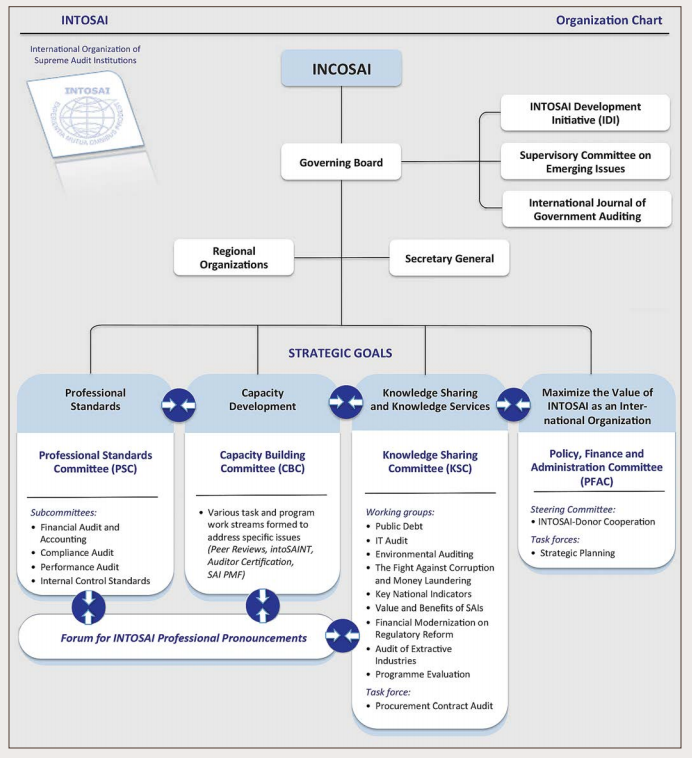 INTOSAI
Organization Chart
International Organization of
Supreme Audit Institutions
INTOSAI
EXPERIENTIA MUTUA OMNIBUS PRODEST
INCOSAI
Governing Board
INTOSAI Development
Initiative (IDI)
Supervisory Committee on
Emerging Issues
International Journal of
Government Auditing
Regional
Organizations
Secretary General
STRATEGIC GOALS
Professional
Standards
Capacity
Development
Knowledge Sharing
and Knowledge Services
Maximize the Value of
INTOSAI as an Inter-
national Organization
Professional Standards
Committee (PSC)
Subcommittees:
• Financial Audit and
Accounting
• Compliance Audit
• Performance Audit
• Internal Control Standards
Capacity Building
Committee (CBC)
• Various task and program
work streams formed to
address specific issues
(Peer Reviews, intoSAINT,
Auditor Certification,
SAI PMF)
Knowledge Sharing
Committee (KSC)
Working groups:
• Public Debt
• IT Audit
• Environmental Auditing
• The Fight Against Corruption
and Money Laundering
• Key National Indicators
• Value and Benefits of SAIs
• Financial Modernization on
Regulatory Reform
• Audit of Extractive
Industries
• Programme Evaluation
Task force:
• Procurement Contract Audit
Policy, Finance and
Administration Committee
(PFAC)
Steering Committee:
• INTOSAI-Donor Cooperation
Task forces:
• Strategic Planning
Forum for INTOSAI Professional Pronouncements